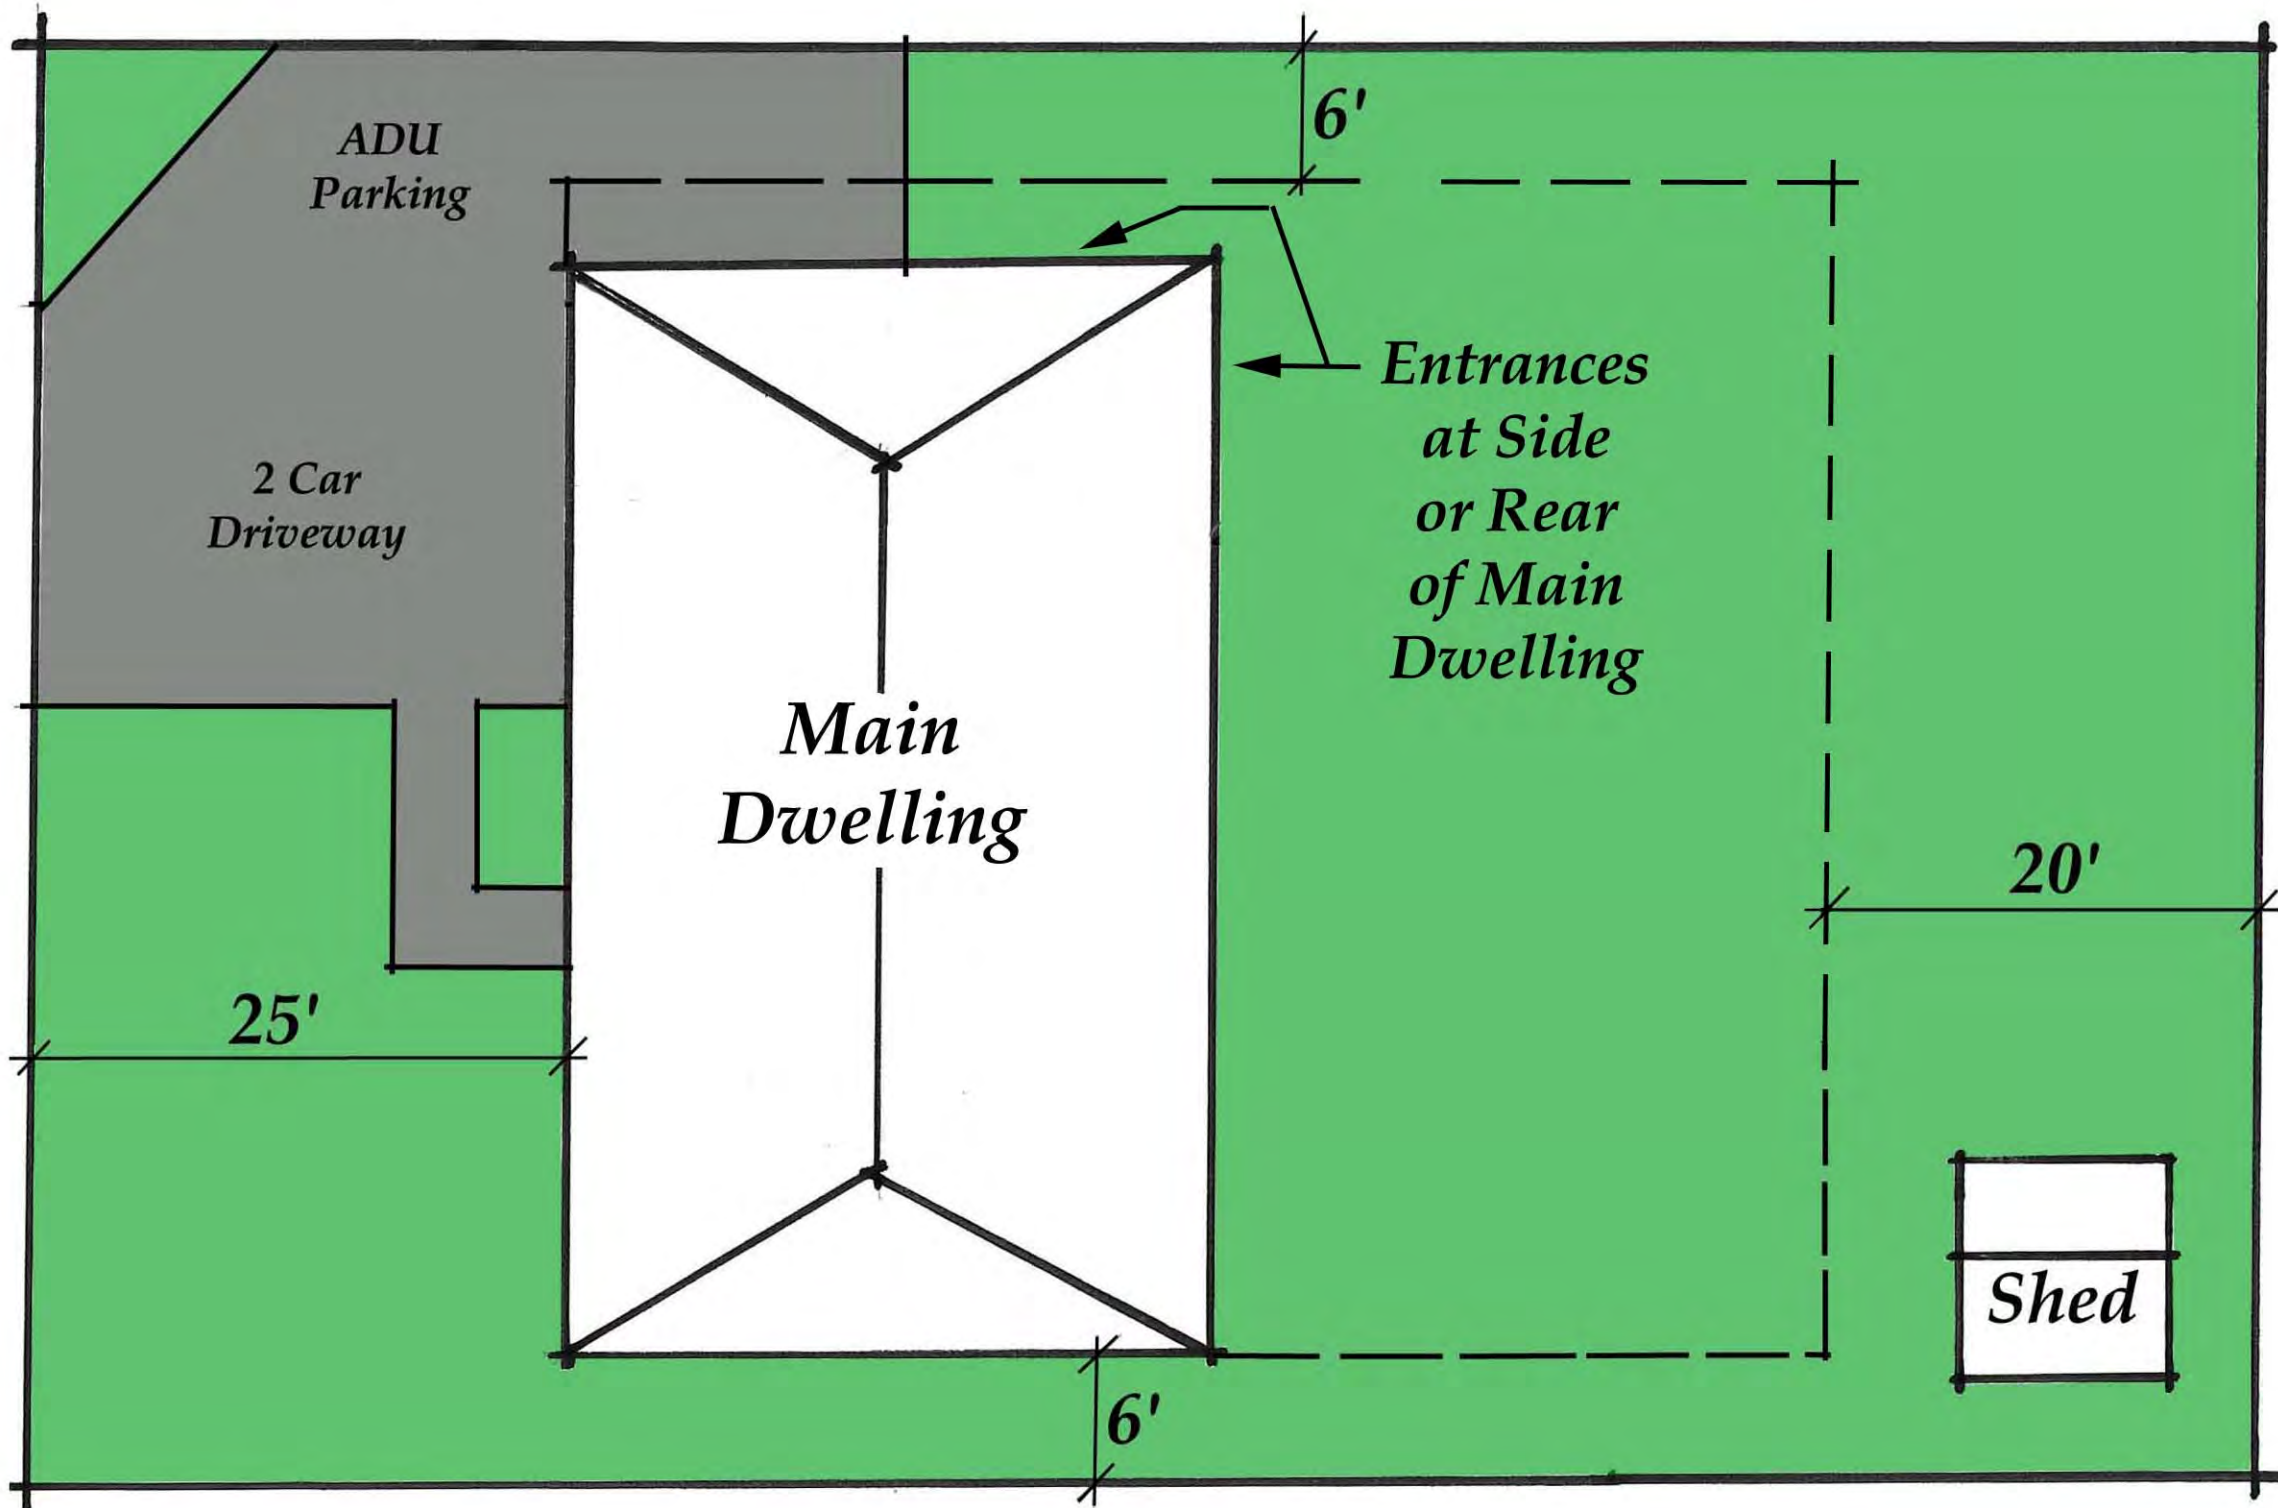 6'
ADU
Parking
Entrances
at Side
or Rear
of Main
Dwelling
2 Car
Driveway
Main
Dwelling
20'
25'
Shed
6'